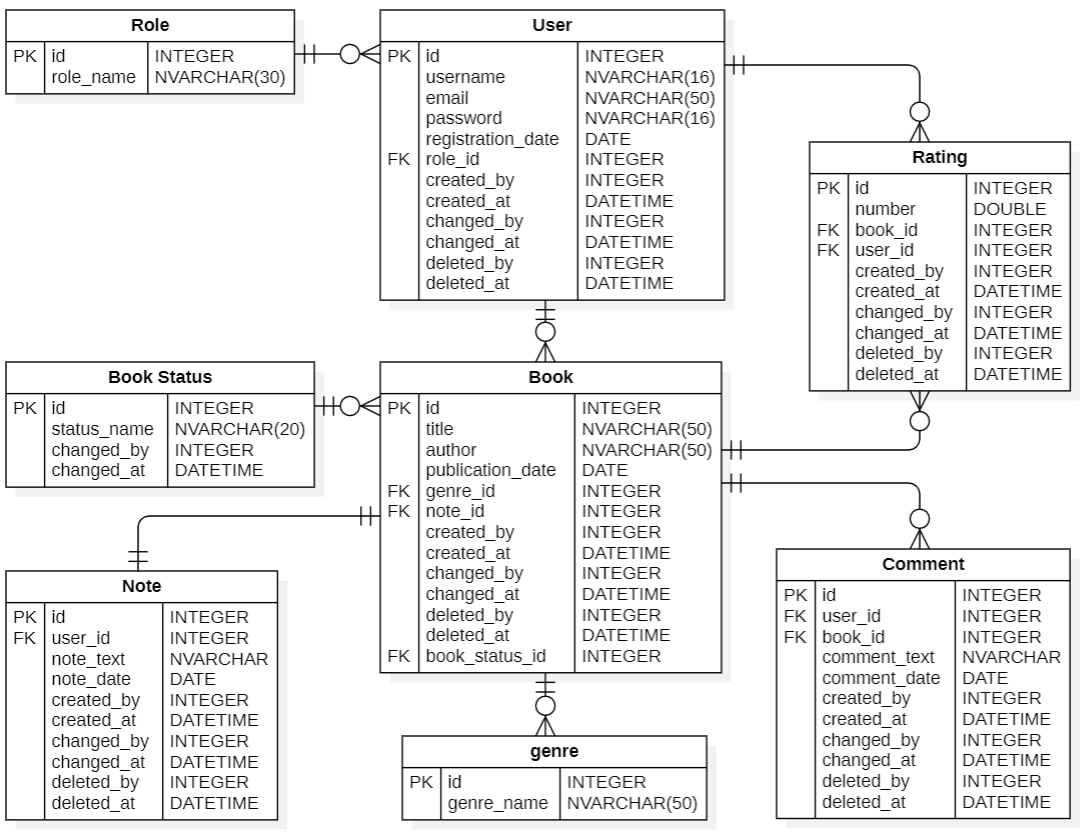 Role
PK id INTEGER
role_name NVARCHAR(30)
User
PK id INTEGER
username NVARCHAR(16)
email NVARCHAR(50)
password NVARCHAR(16)
registration_date DATE
FK role_id INTEGER
created_by INTEGER
created_at DATETIME
changed_by INTEGER
changed_at DATETIME
deleted_by INTEGER
deleted_at DATETIME
Rating
PK id INTEGER
number DOUBLE
FK book_id INTEGER
FK user_id INTEGER
created_by INTEGER
created_at DATETIME
changed_by INTEGER
changed_at DATETIME
deleted_by INTEGER
deleted_at DATETIME
Book Status
PK id INTEGER
status_name NVARCHAR(20)
changed_by INTEGER
changed_at DATETIME
Book
PK id INTEGER
title NVARCHAR(50)
author NVARCHAR(50)
publication_date DATE
FK genre_id INTEGER
FK note_id INTEGER
created_by INTEGER
created_at DATETIME
changed_by INTEGER
changed_at DATETIME
deleted_by INTEGER
deleted_at DATETIME
FK book_status_id INTEGER
Note
PK id INTEGER
FK user_id INTEGER
note_text NVARCHAR
note_date DATE
created_by INTEGER
created_at DATETIME
changed_by INTEGER
changed_at DATETIME
deleted_by INTEGER
deleted_at DATETIME
Comment
PK id INTEGER
FK user_id INTEGER
FK book_id INTEGER
comment_text NVARCHAR
comment_date DATE
created_by INTEGER
created_at DATETIME
changed_by INTEGER
changed_at DATETIME
deleted_by INTEGER
deleted_at DATETIME
genre
PK id INTEGER
genre_name NVARCHAR(50)